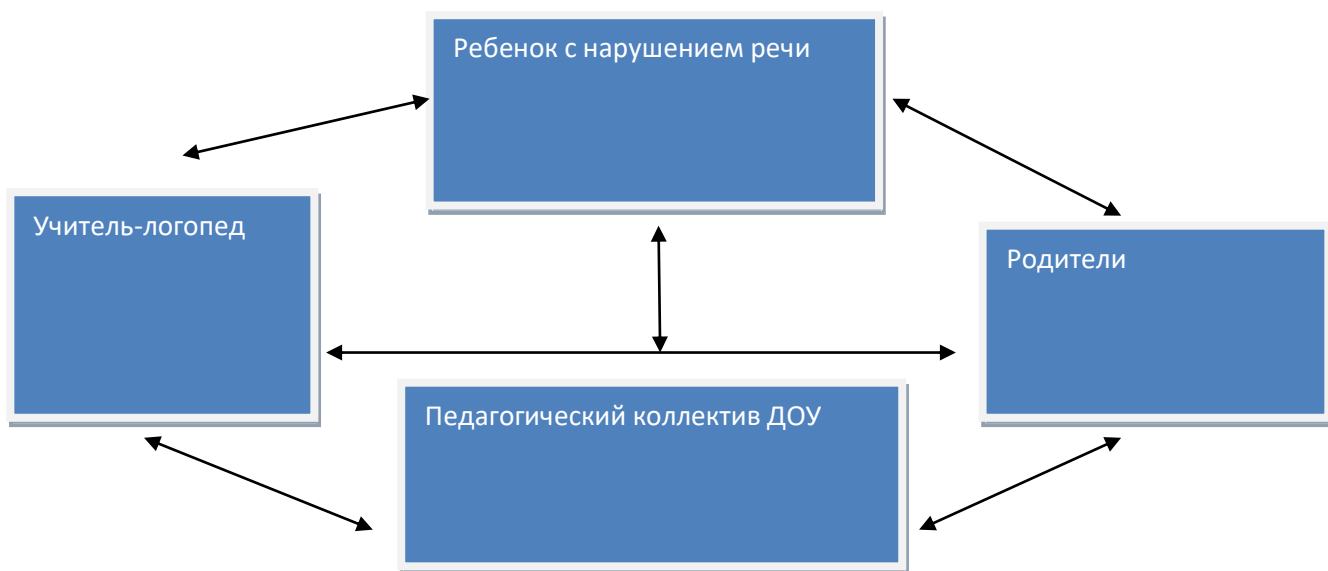 Ребенок с нарушением речи
Учитель-логопед
Родители
Педагогический коллектив ДОУ